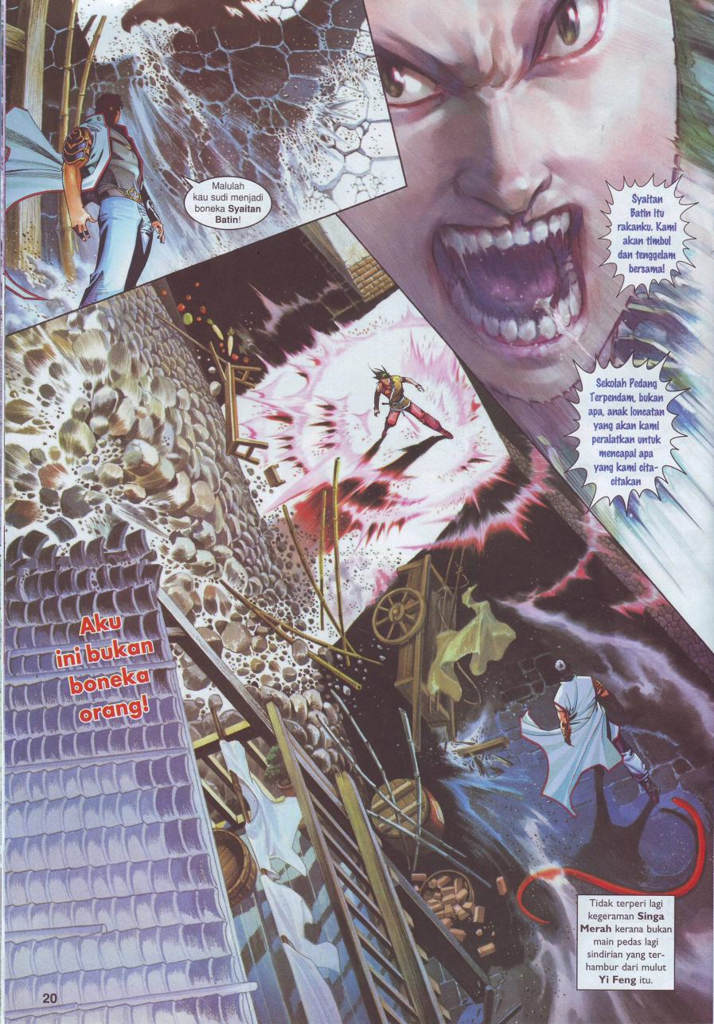 Malulah
kau sudi menjadi
boneka Syaitan
Batin!
Syaitan
Batin itu
rakanku. Kami
akan timbul
dan tenggelam
bersama!
Sekolah Pedang
Terpendam, bukan
apa, anak loncatan
yang akan kami
peralatkan untuk
mencapai apa
yang kami cita-
citakan
Aku
ini bukan
boneka
orang!
Tidak terperi lagi
kegeraman Singa
Merah kerana bukan
main pedas lagi
sindirian yang ter-
hambur dari mulut
Yi Feng itu.
20